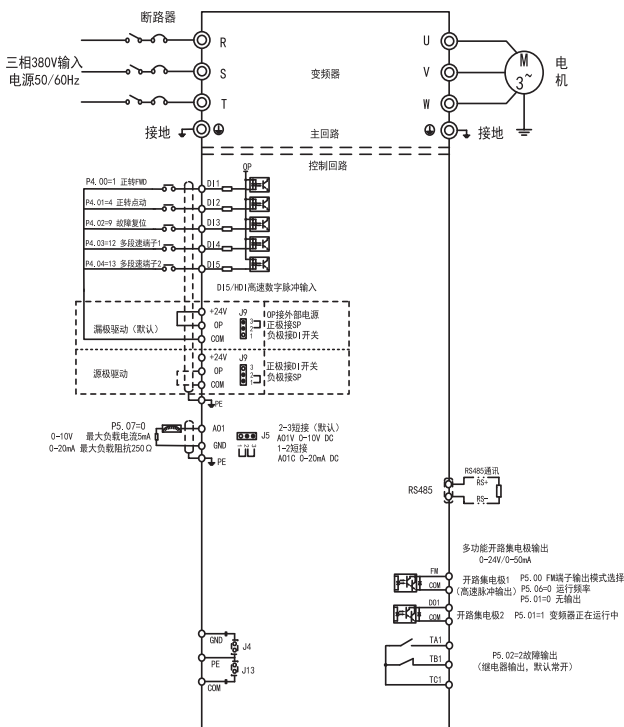 断路器
三相380V输入
电源50/60Hz
R
S
T
接地
变频器
主回路
控制回路
U
V
W
M
3~
电机
接地
OP
P4.00=1 正转FWD
DI1
P4.01=4 正转点动
DI2
P4.02=9 故障复位
DI3
P4.03=12 多段速端子1
DI4
P4.04=13 多段速端子2
DI5
DI5/HDI高速数字脉冲输入
漏极驱动（默认）
+24V
OP
COM
J9
3
2
1
OP接外部电源
正极接SP
负极接DI开关
源极驱动
+24V
OP
COM
J9
3
2
1
正极接DI开关
负极接SP
PE
P5.07=0
0-10V 最大负载电流5mA
0-20mA 最大负载阻抗250Ω
AO1
GND
PE
J5
1 2 3
2-3短接（默认）
AO1V 0-10V DC
1-2短接
AO1C 0-20mA DC
RS485
RS485通讯
RS+
RS-
多功能开路集电极输出
0-24V/0-50mA
FM
COM
开路集电极1
(高速脉冲输出)
P5.00 FM端子输出模式选择
P5.06=0 运行频率
P5.01=0 无输出
DO1
COM
开路集电极2 P5.01=1 变频器正在运行中
TA1
TB1
TC1
P5.02=2故障输出
(继电器输出，默认常开)
GND
J4
PE
J13
COM